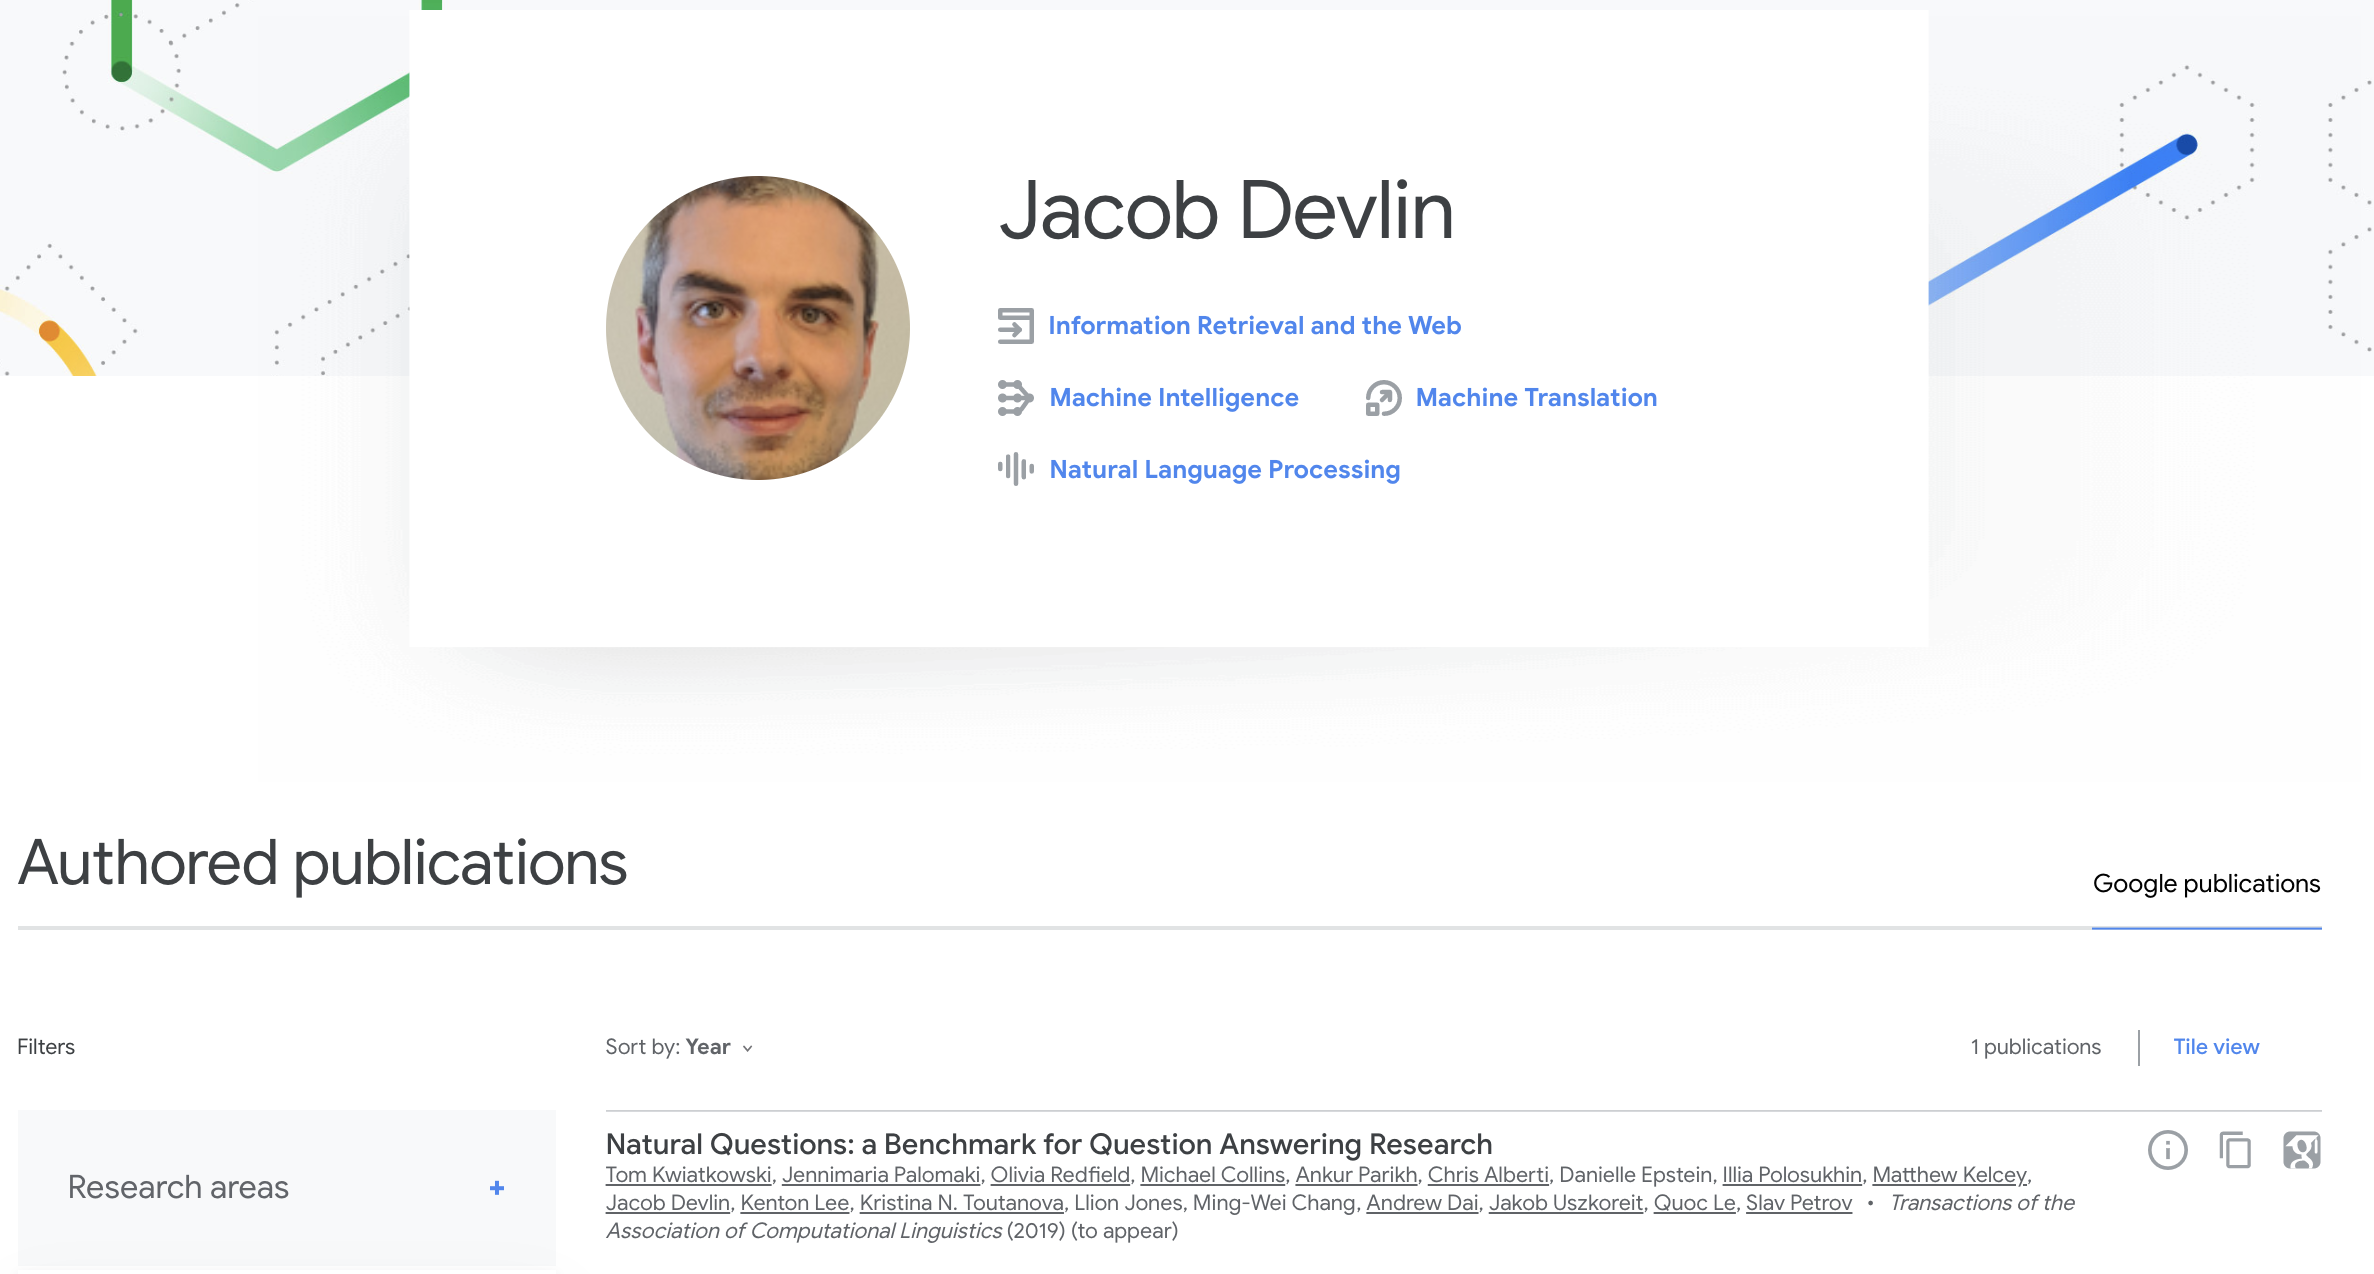 Jacob Devlin
Information Retrieval and the Web
Machine Intelligence
Machine Translation
Natural Language Processing
Authored publications
Google publications
Filters
Sort by: Year
1 publications
Tile view
Research areas
+
Natural Questions: a Benchmark for Question Answering Research
Tom Kwiatkowski, Jennimaria Palomaki, Olivia Redfield, Michael Collins, Ankur Parikh, Chris Alberti, Danielle Epstein, Illia Polosukhin, Matthew Kelcey,
Jacob Devlin, Kenton Lee, Kristina N. Toutanova, Llion Jones, Ming-Wei Chang, Andrew Dai, Jakob Uszkoreit, Quoc Le, Slav Petrov • Transactions of the
Association of Computational Linguistics (2019) (to appear)